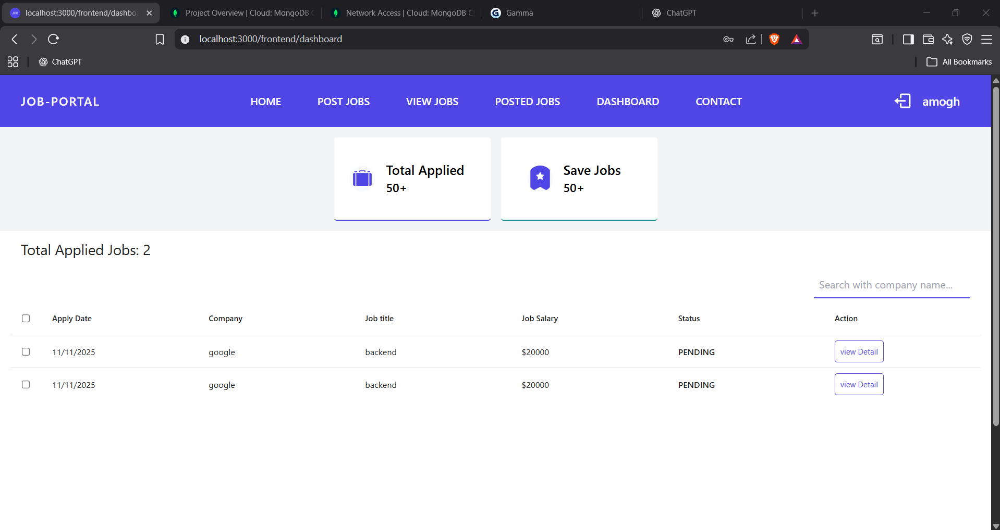 localhost:3000/frontend/dashboa
Project Overview | Cloud: MongoDB C
Network Access | Cloud: MongoDB C
Gamma
ChatGPT
localhost:3000/frontend/dashboard
ChatGPT
All Bookmarks
JOB-PORTAL
HOME
POST JOBS
VIEW JOBS
POSTED JOBS
DASHBOARD
CONTACT
amogh
Total Applied
50+
Save Jobs
50+
Total Applied Jobs: 2
Search with company name...
Apply Date Company Job title Job Salary Status Action
11/11/2025 google backend $20000 PENDING view Detail
11/11/2025 google backend $20000 PENDING view Detail